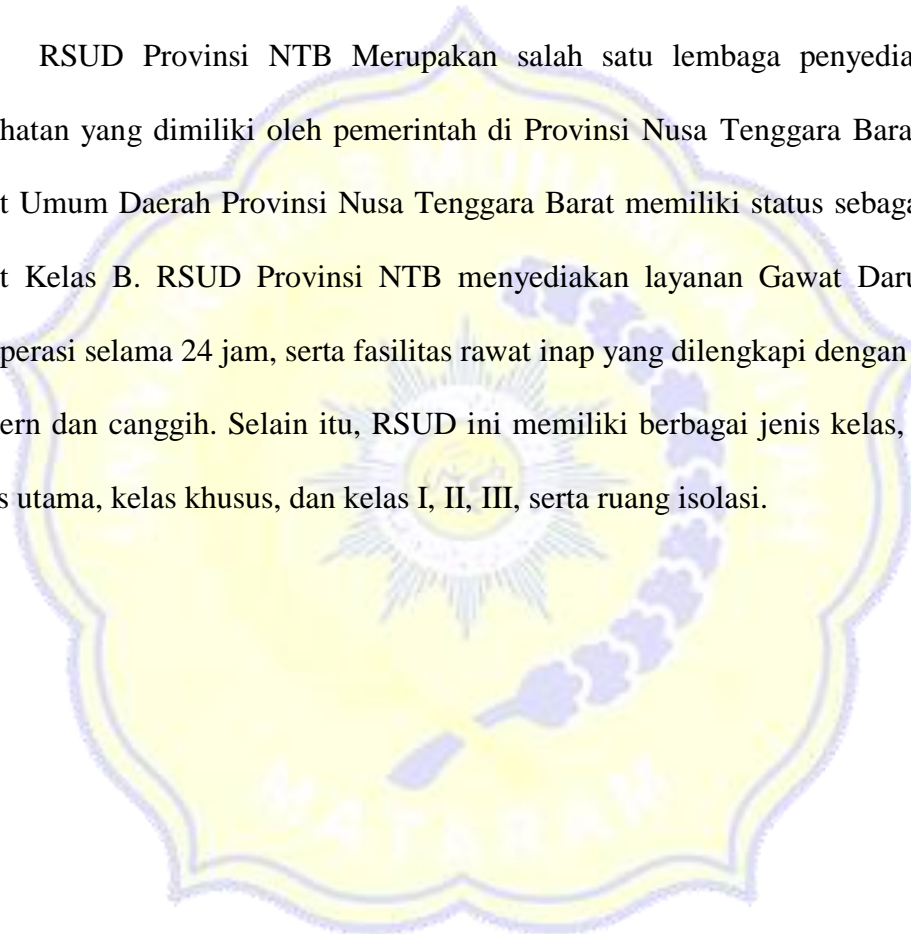 RSUD Provinsi NTB Merupakan salah satu lembaga penyedia
hatan yang dimiliki oleh pemerintah di Provinsi Nusa Tenggara Bara
t Umum Daerah Provinsi Nusa Tenggara Barat memiliki status sebaga
t Kelas B. RSUD Provinsi NTB menyediakan layanan Gawat Daru
perasi selama 24 jam, serta fasilitas rawat inap yang dilengkapi dengan
ern dan canggih. Selain itu, RSUD ini memiliki berbagai jenis kelas,
s utama, kelas khusus, dan kelas I, II, III, serta ruang isolasi.
MATARAM